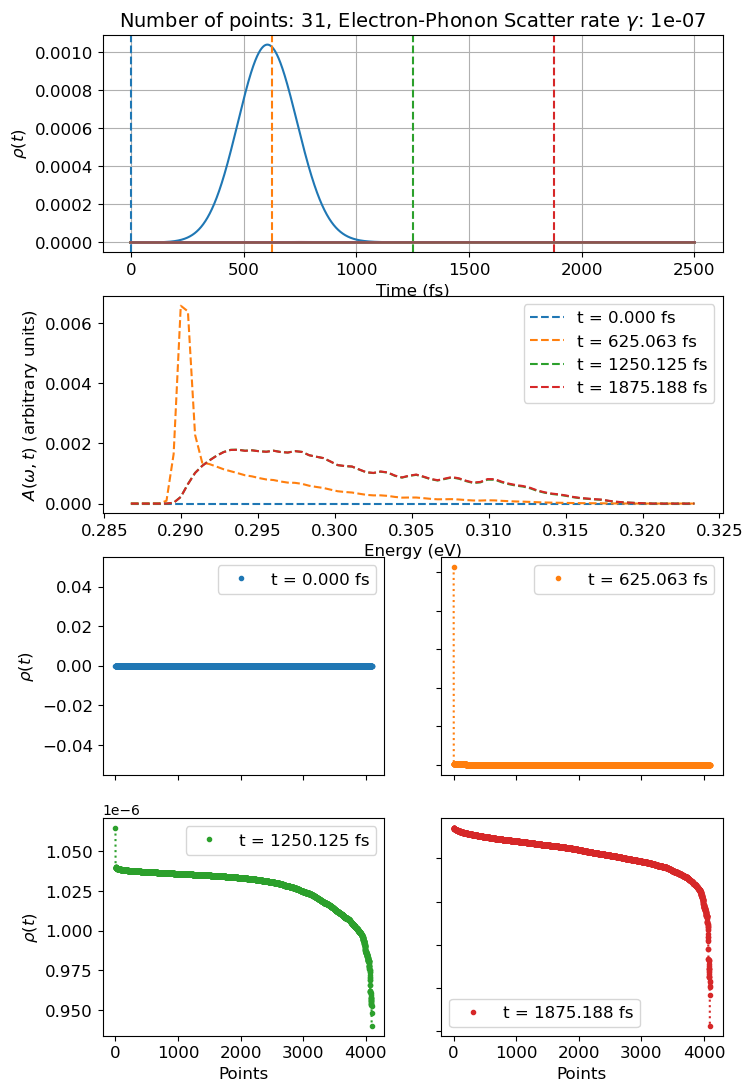 Number of points: 31, Electron-Phonon Scatter rate γ: 1e-07
0.0010
0.0008
0.0006
0.0004
0.0002
0.0000
ρ(t)
0 500 1000 1500 2000 2500
Time (fs)
0.006
0.004
0.002
0.000
A(ω, t) (arbitrary units)
t = 0.000 fs
t = 625.063 fs
t = 1250.125 fs
t = 1875.188 fs
0.285 0.290 0.295 0.300 0.305 0.310 0.315 0.320 0.325
Energy (eV)
0.04
0.02
0.00
−0.02
−0.04
ρ(t)
t = 0.000 fs
t = 625.063 fs
1e−6
1.050
1.025
1.000
0.975
0.950
ρ(t)
t = 1250.125 fs
0 1000 2000 3000 4000
Points
t = 1875.188 fs
0 1000 2000 3000 4000
Points